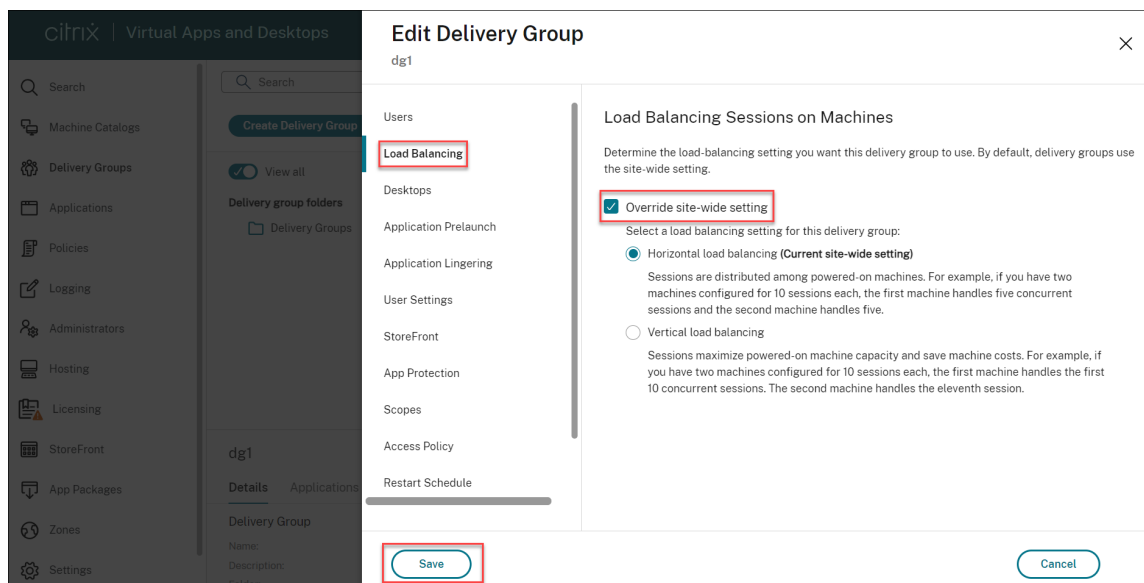 citrix | Virtual Apps and Desktops
Search
Machine Catalogs
Delivery Groups
Applications
Policies
Logging
Administrators
Hosting
Licensing
StoreFront
App Packages
Zones
Settings
Search
Create Delivery Group
View all
Delivery group folders
Delivery Groups
dg1
Details Applications
Delivery Group
Name:
Description:
Edit Delivery Group
dg1
Users
Load Balancing
Desktops
Application Prelaunch
Application Lingering
User Settings
StoreFront
App Protection
Scopes
Access Policy
Restart Schedule
Load Balancing Sessions on Machines
Determine the load-balancing setting you want this delivery group to use. By default, delivery groups use
the site-wide setting.
Override site-wide setting
Select a load balancing setting for this delivery group:
Horizontal load balancing (Current site-wide setting)
Sessions are distributed among powered-on machines. For example, if you have two
machines configured for 10 sessions each, the first machine handles five concurrent
sessions and the second machine handles five.
Vertical load balancing
Sessions maximize powered-on machine capacity and save machine costs. For example, if
you have two machines configured for 10 sessions each, the first machine handles the first
10 concurrent sessions. The second machine handles the eleventh session.
Save
Cancel